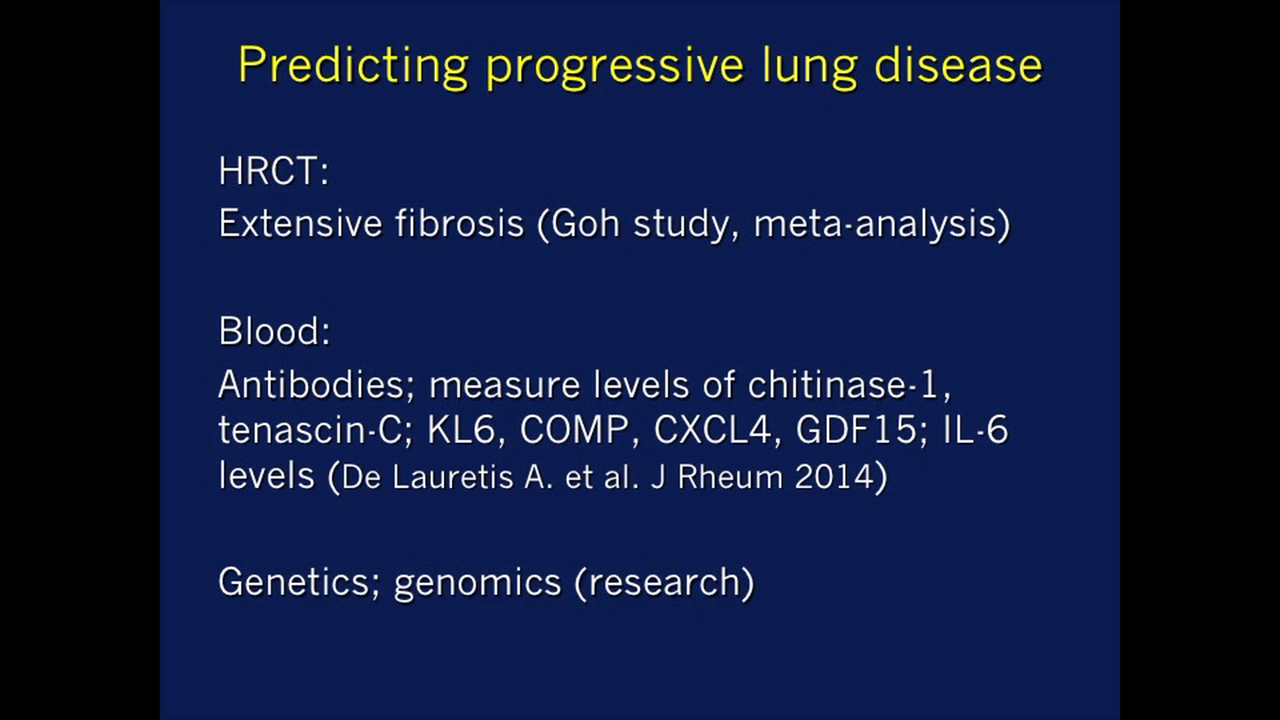 Predicting progressive lung disease
HRCT:
Extensive fibrosis (Goh study, meta-analysis)
Blood:
Antibodies; measure levels of chitinase-1,
tenascin-C; KL6, COMP, CXCL4, GDF15; IL-6
levels (De Lauretis A. et al. J Rheum 2014)
Genetics; genomics (research)